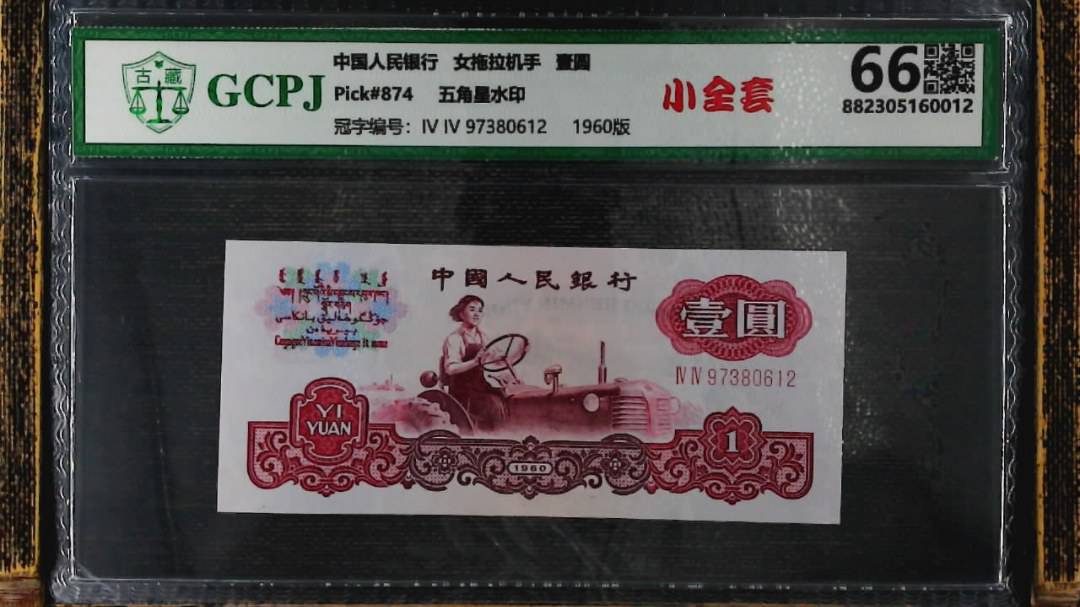 古藏
GCPJ
中国人民银行 女拖拉机手 壹圆
Pick#874 五角星水印
冠字编号: IV IV 97380612 1960版
小全套
66
882305160012
中國人民銀行
壹圓
IV IV 97380612
YI
YUAN
1960
1